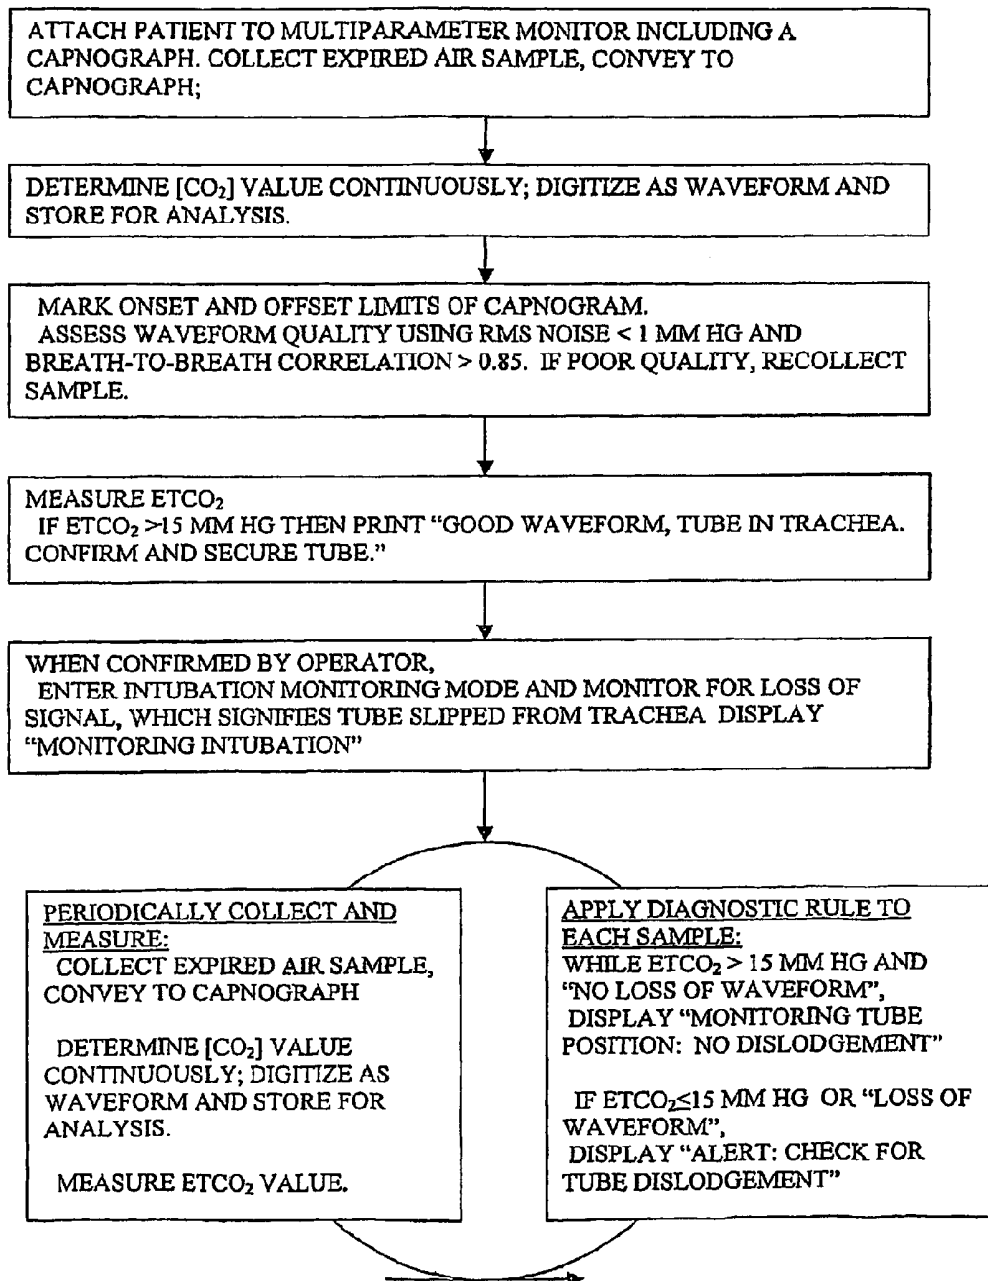 ATTACH PATIENT TO MULTIPARAMETER MONITOR INCLUDING A
CAPNOGRAPH. COLLECT EXPIRED AIR SAMPLE, CONVEY TO
CAPNOGRAPH;
DETERMINE [CO₂] VALUE CONTINUOUSLY; DIGITIZE AS WAVEFORM AND
STORE FOR ANALYSIS.
MARK ONSET AND OFFSET LIMITS OF CAPNOGRAM.
ASSESS WAVEFORM QUALITY USING RMS NOISE < 1 MM HG AND
BREATH-TO-BREATH CORRELATION > 0.85. IF POOR QUALITY, RECOLLECT
SAMPLE.
MEASURE ETCO₂
IF ETCO₂ >15 MM HG THEN PRINT “GOOD WAVEFORM, TUBE IN TRACHEA.
CONFIRM AND SECURE TUBE.”
WHEN CONFIRMED BY OPERATOR,
ENTER INTUBATION MONITORING MODE AND MONITOR FOR LOSS OF
SIGNAL, WHICH SIGNIFIES TUBE SLIPPED FROM TRACHEA DISPLAY
“MONITORING INTUBATION”
PERIODICALLY COLLECT AND
MEASURE:
COLLECT EXPIRED AIR SAMPLE,
CONVEY TO CAPNOGRAPH
DETERMINE [CO₂] VALUE
CONTINUOUSLY; DIGITIZE AS
WAVEFORM AND STORE FOR
ANALYSIS.
MEASURE ETCO₂ VALUE.
APPLY DIAGNOSTIC RULE TO
EACH SAMPLE:
WHILE ETCO₂ > 15 MM HG AND
“NO LOSS OF WAVEFORM”,
DISPLAY “MONITORING TUBE
POSITION: NO DISLODGEMENT”
IF ETCO₂≤15 MM HG OR “LOSS OF
WAVEFORM”,
DISPLAY “ALERT: CHECK FOR
TUBE DISLODGEMENT”